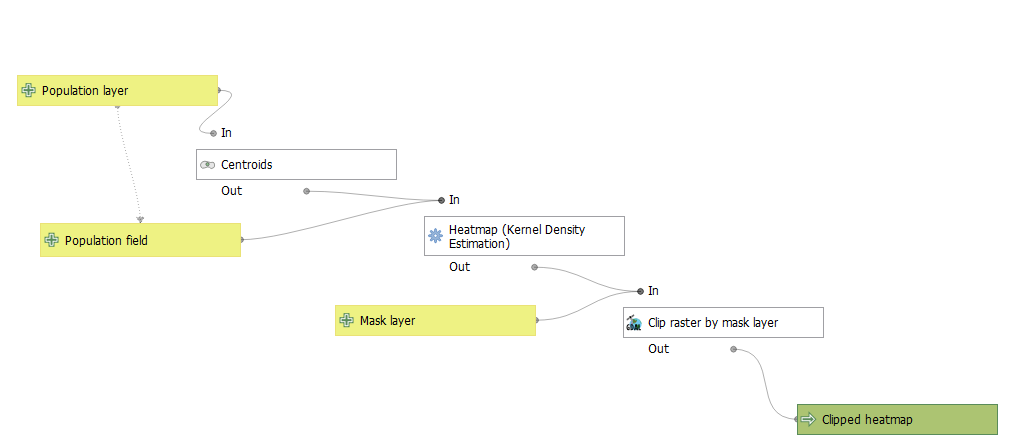 Population layer
In
Centroids
Out
In
Population field
Heatmap (Kernel Density
Estimation)
Out
In
Mask layer
GDAL
Clip raster by mask layer
Out
Clipped heatmap